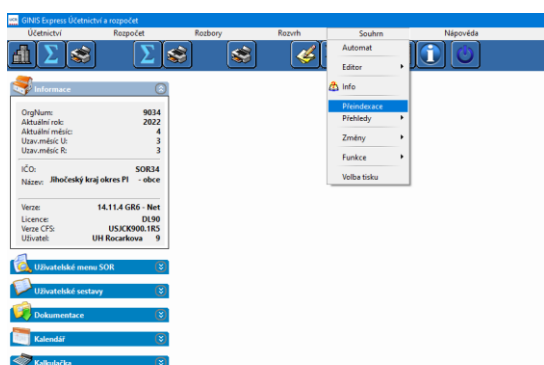 GINIS Express Účetnictví a rozpočet
Účetnictví Rozpočet Rozbory Rozvrh Souhrn Nápověda
Automat
Editor
Info
Přeindexace
Přehledy
Změny
Funkce
Volba tisku
Informace
OrgNum: 9034
Aktuální rok: 2022
Aktuální měsíc: 4
Uzav.měsíc U: 3
Uzav.měsíc R: 3
IČO: SOR34
Název: Jihočeský kraj okres PI - obce
Verze: 14.11.4 GR6 - Net
Licence: DL90
Verze CFS: USJCK900.1R5
Uživatel: UH Rocarkova 9
Uživatelské menu SOR
Uživatelské sestavy
Dokumentace
Kalendář
Kalkulačka